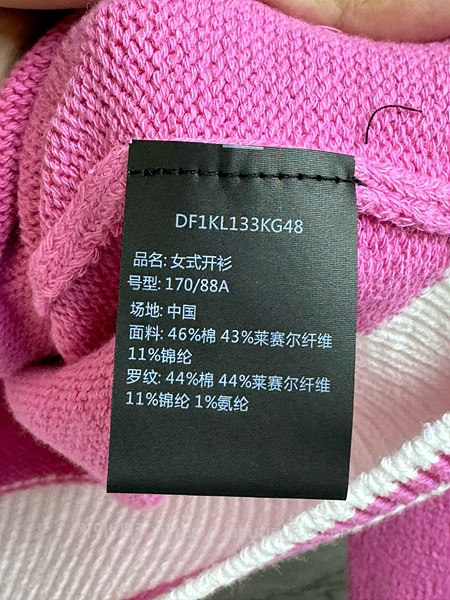 DF1KL133KG48
品名: 女式开衫
号型: 170/88A
场地: 中国
面料: 46%棉 43%莱赛尔纤维
11%锦纶
罗纹: 44%棉 44%莱赛尔纤维
11%锦纶 1%氨纶